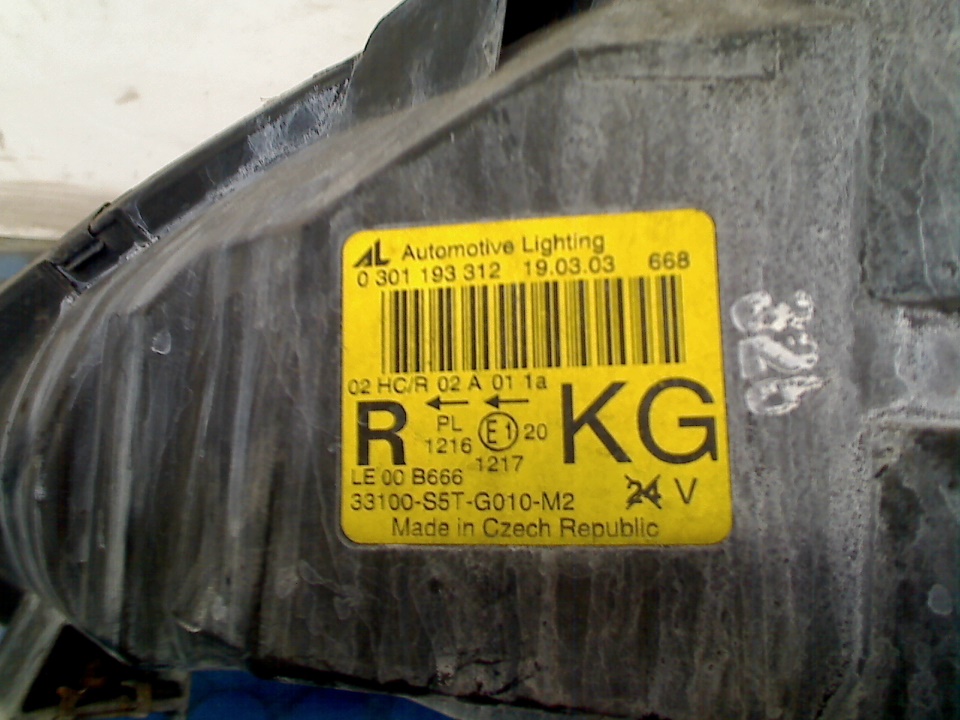 AL Automotive Lighting
0 301 193 312 19.03.03 668
02 HC/R 02 A 01 1a
R ← ← KG
PL E1 20
1216
1217
LE 00 B666
33100-S5T-G010-M2 24 V
Made in Czech Republic